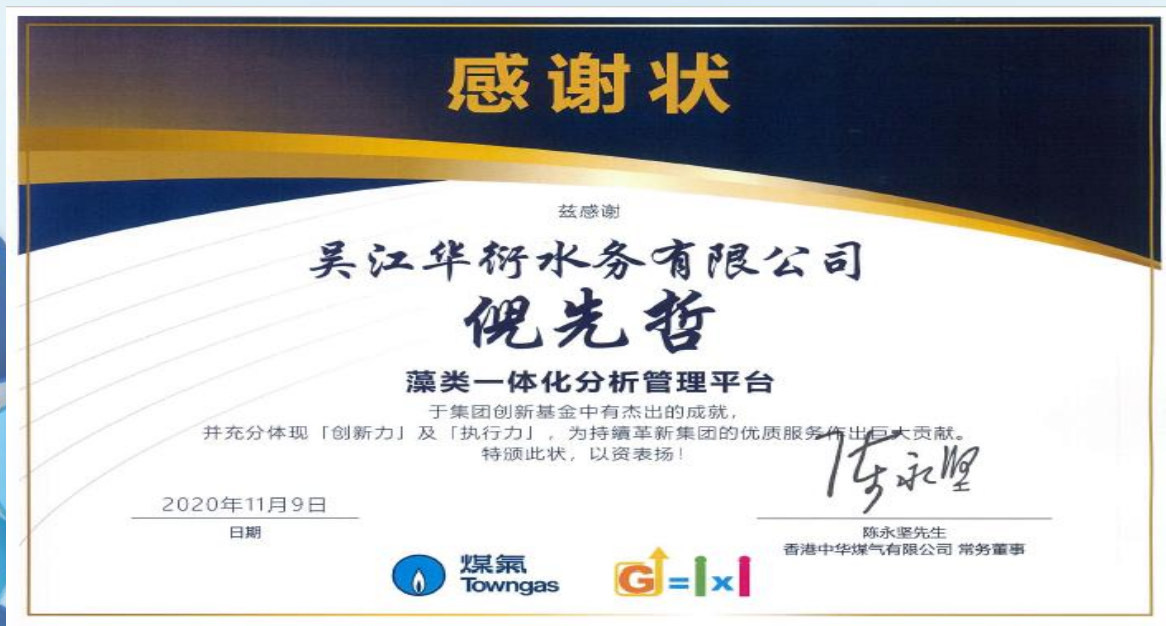 感谢状
兹感谢
吴江华衍水务有限公司
倪先哲
藻类一体化分析管理平台
于集团创新基金中有杰出的成就，
并充分体现「创新力」及「执行力」，为持續革新集团的优质服务作出巨大贡献。
特颁此状，以资表扬！
陈永坚
2020年11月9日
日期
陈永坚先生
香港中华煤气有限公司 常务董事
煤氣
Towngas
G=|x|